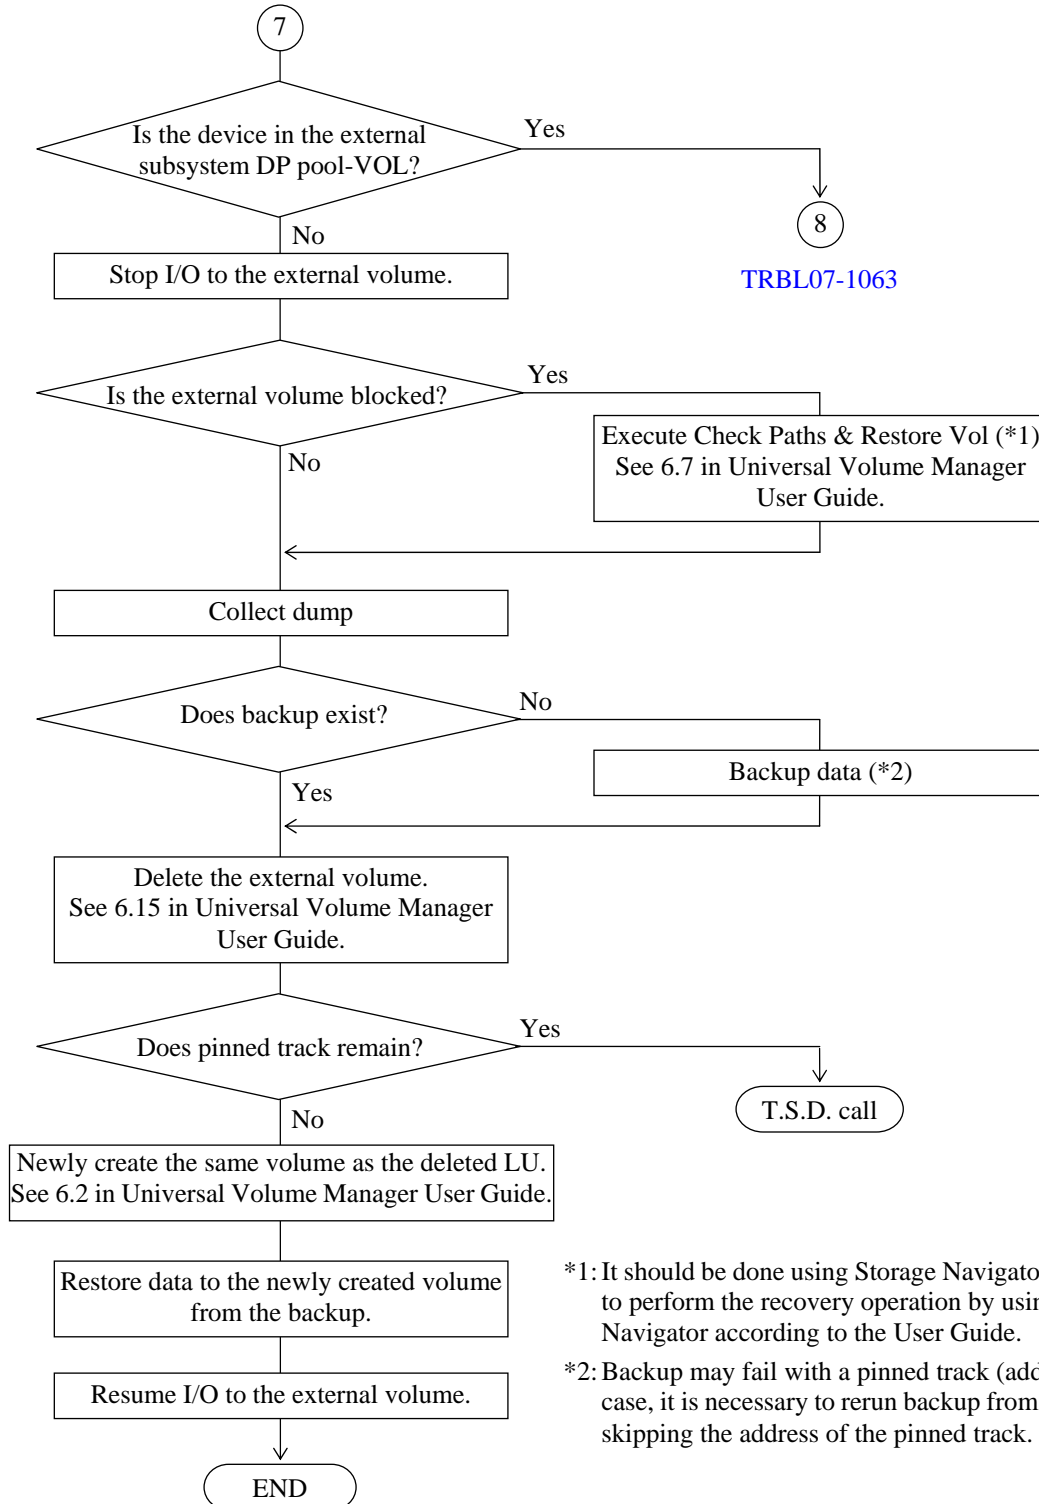 7
Is the device in the external
subsystem DP pool-VOL?
Yes
8
TRBL07-1063
No
Stop I/O to the external volume.
Is the external volume blocked?
Yes
Execute Check Paths & Restore Vol (*1)
See 6.7 in Universal Volume Manager
User Guide.
No
Collect dump
Does backup exist?
No
Backup data (*2)
Yes
Delete the external volume.
See 6.15 in Universal Volume Manager
User Guide.
Does pinned track remain?
Yes
T.S.D. call
No
Newly create the same volume as the deleted LU.
See 6.2 in Universal Volume Manager User Guide.
Restore data to the newly created volume
from the backup.
Resume I/O to the external volume.
END
*1: It should be done using Storage
to perform the recovery operation by
Navigator according to the User Guide.
*2: Backup may fail with a pinned track
case, it is necessary to rerun backup from
skipping the address of the pinned track.